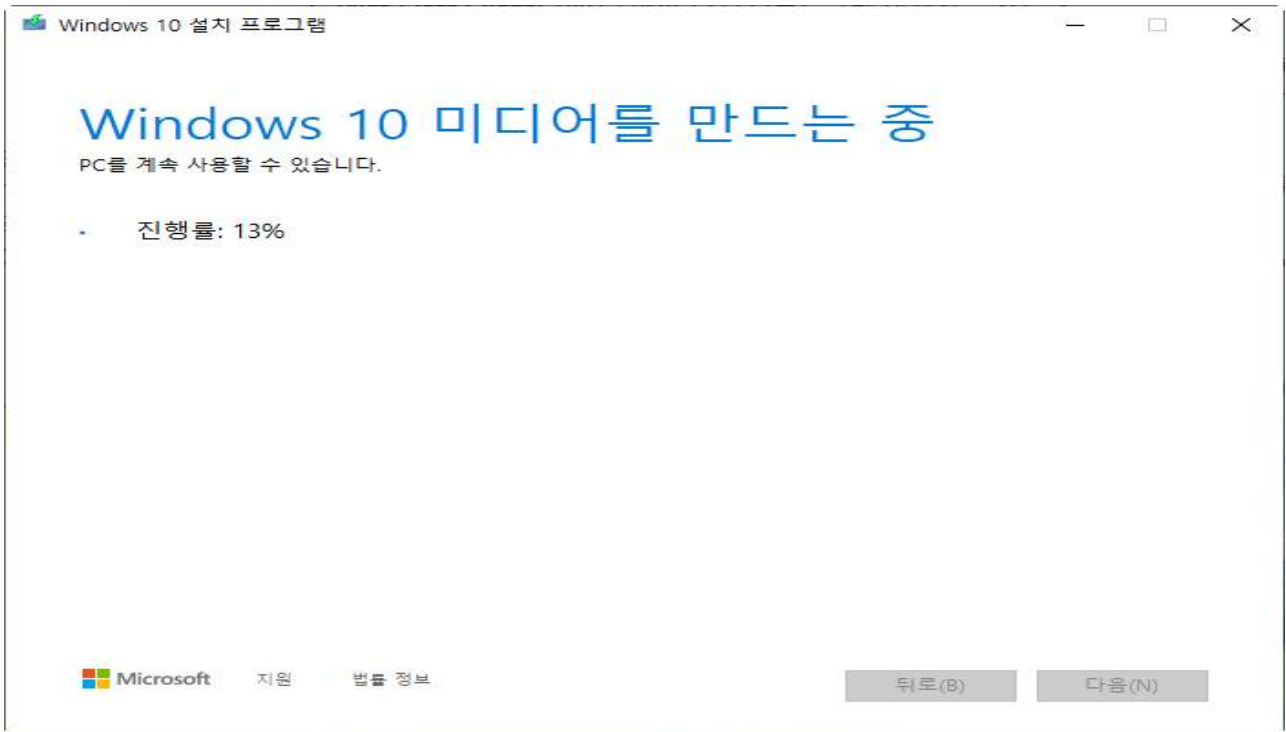 Windows 10 설치 프로그램
Windows 10 미디어를 만드는 중
PC를 계속 사용할 수 있습니다.
진행률: 13%
Microsoft 지원 법률 정보 뒤로(B) 다음(N)